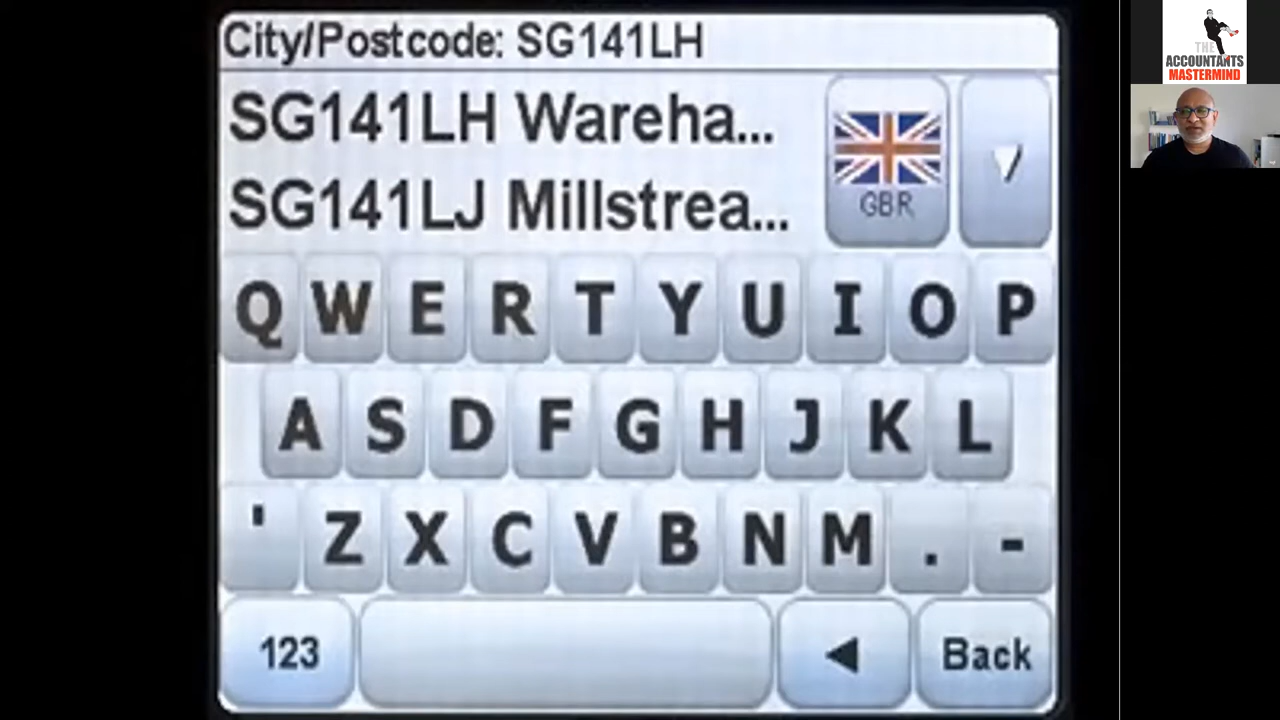 City/Postcode: SG141LH
SG141LH Wareha...
SG141LJ Millstrea...
GBR
Q W E R T Y U I O P
A S D F G H J K L
' Z X C V B N M . -
123
Back
THE
ACCOUNTANTS
MASTERMIND